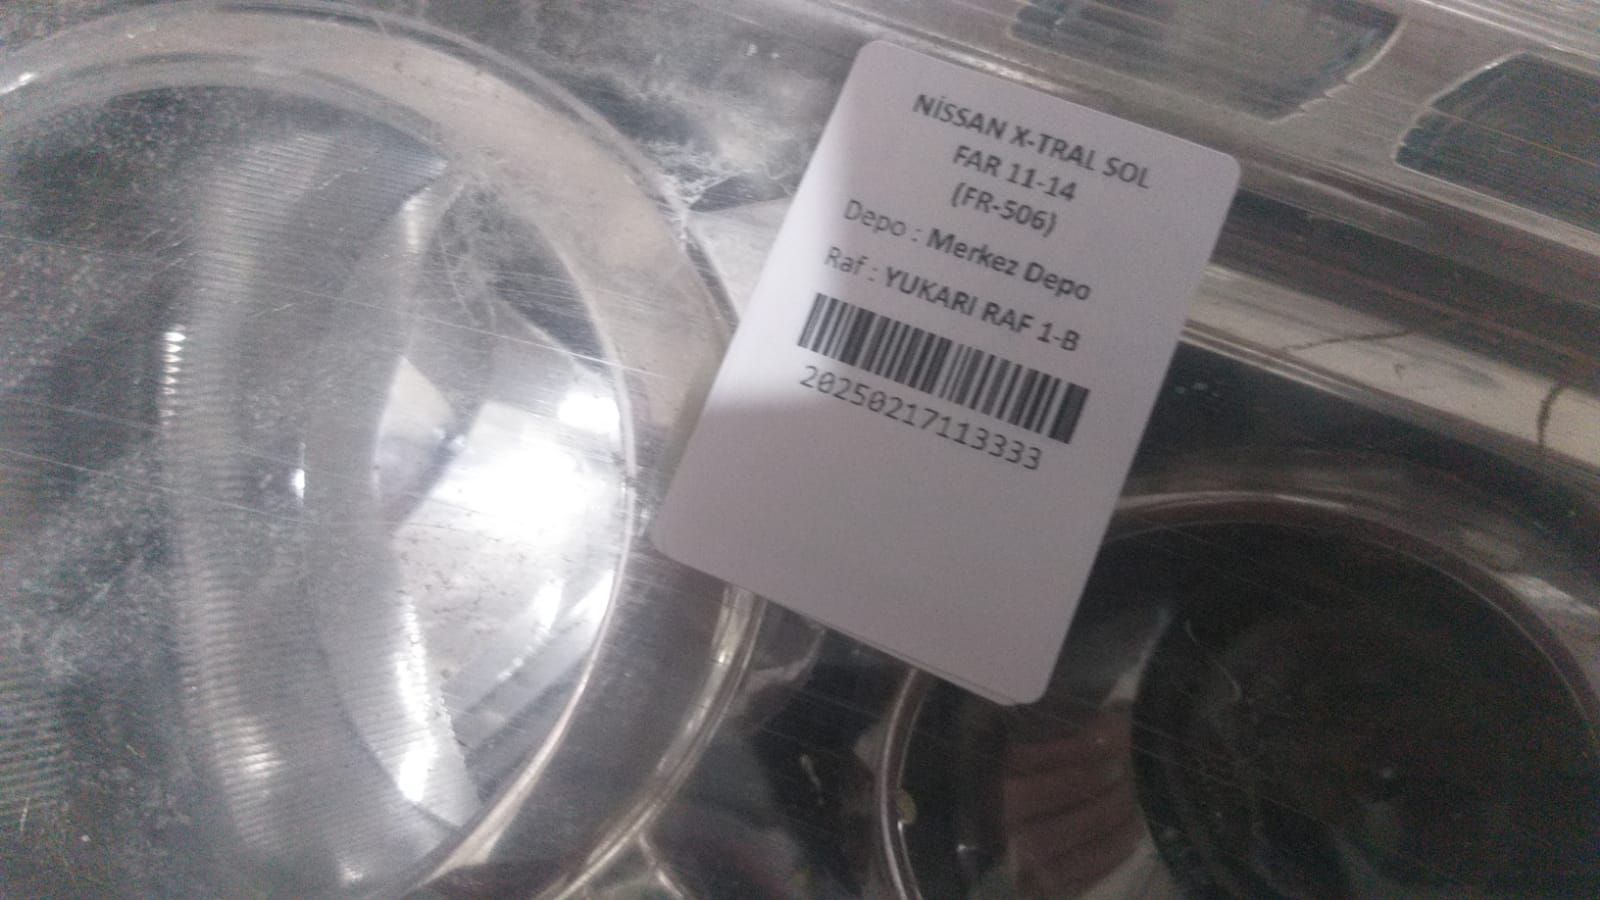 NİSSAN X-TRAL SOL
FAR 11-14
(FR-506)
Depo : Merkez Depo
Raf : YUKARI RAF 1-B
20250217113333